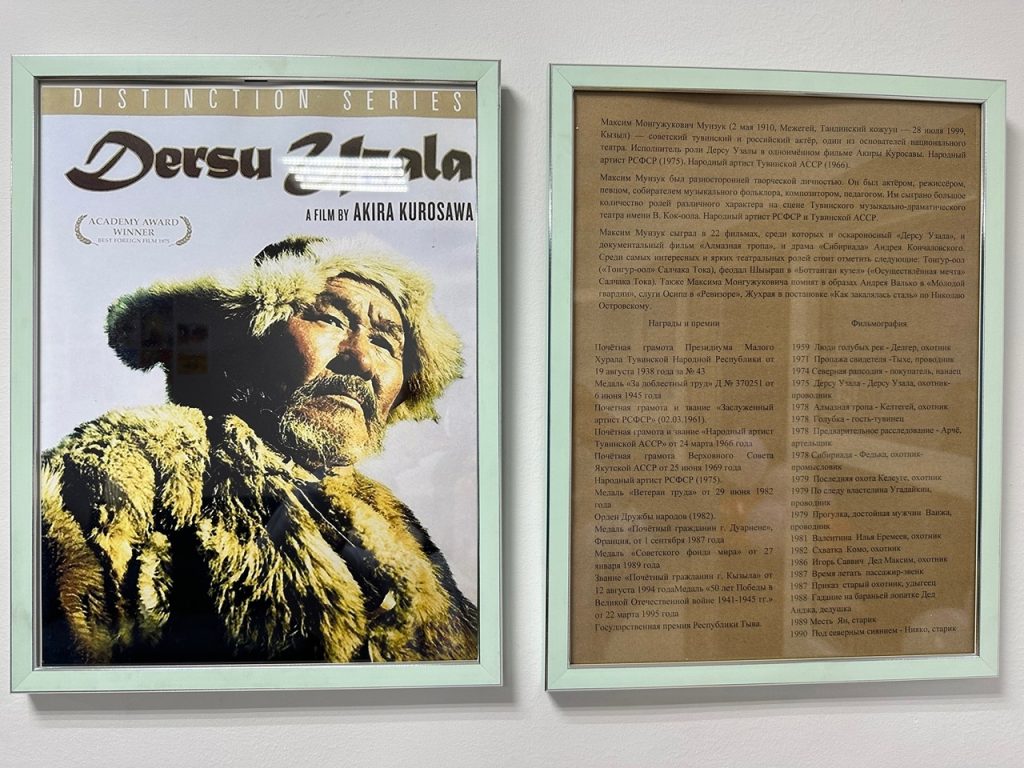 DISTINCTION SERIES
Dersu Uzala
A FILM BY AKIRA KUROSAWA
ACADEMY AWARD
WINNER
BEST FOREIGN FILM 1975
Максим Монгужукович Мунзук (2 мая 1910, Межегей, Тандинский кожуун — 28 июля 1999,
Кызыл) — советский тувинский и российский актёр, один из основателей национального
театра. Исполнитель роли Дерсу Узалы в одноимённом фильме Акиры Куросавы. Народный
артист РСФСР (1975). Народный артист Тувинской АССР (1966).
Максим Мунзук был разносторонней творческой личностью. Он был актёром, режиссёром,
певцом, собирателем музыкального фольклора, композитором, педагогом. Им сыграно большое
количество ролей различного характера на сцене Тувинского музыкально-драматического
театра имени В. Кок-оола. Народный артист РСФСР и Тувинской АССР.
Максим Мунзук сыграл в 22 фильмах, среди которых и оскароносный «Дерсу Узала», и
документальный фильм «Алмазная тропа», и драма «Сибириада» Андрея Кончаловского.
Среди самых интересных и ярких театральных ролей стоит отметить следующие: Тонгур-оол
(«Тонгур-оол» Салчака Тока), феодал Шыырап в «Боттанган кузел» («Осуществлённая мечта»
Салчака Тока). Также Максима Монгужуковича помнят в образах Андрея Валько в «Молодой
гвардии», слуги Осипа в «Ревизоре», Жухрая в постановке «Как закалялась сталь» по Николаю
Островскому.
Награды и премии
Почётная грамота Президиума Малого
Хурала Тувинской Народной Республики от
19 августа 1938 года за № 43
Медаль «За доблестный труд» Д № 370251 от
6 июня 1945 года
Почетная грамота и звание «Заслуженный
артист РСФСР» (02.03.1961).
Почётная грамота и звание «Народный артист
Тувинской АССР» от 24 марта 1966 года
Почётная грамота Верховного Совета
Якутской АССР от 25 июня 1969 года
Народный артист РСФСР (1975).
Медаль «Ветеран труда» от 29 июня 1982
года
Орден Дружбы народов (1982).
Медаль «Почётный гражданин г. Дуарнене»,
Франция, от 1 сентября 1987 года
Медаль «Советского фонда мира» от 27
января 1989 года
Звание «Почётный гражданин г. Кызыла» от
12 августа 1994 годаМедаль «50 лет Победы в
Великой Отечественной войне 1941-1945 гг.»
от 22 марта 1995 года
Государственная премия Республики Тыва.
Фильмография
1959 Люди голубых рек - Делгер, охотник
1971 Пропажа свидетеля -Тыхе, проводник
1974 Северная рапсодия - покупатель, нанаец
1975 Дерсу Узала - Дерсу Узала, охотник-
проводник
1978 Алмазная тропа - Келтегей, охотник
1978 Голубка - гость-тувинец
1978 Предварительное расследование - Арчё,
артельщик
1978 Сибириада - Федька, охотник-
промысловик
1979 Последняя охота Келеуге, охотник
1979 По следу властелина Угадайкин,
проводник
1979 Прогулка, достойная мужчин Ванжа,
проводник
1981 Валентина Илья Еремеев, охотник
1982 Схватка Комо, охотник
1986 Игорь Саввич Дед Максим, охотник
1987 Время летать пассажир-эвенк
1987 Приказ старый охотник, удыгеец
1988 Гадание на бараньей лопатке Дед
Анджа, дедушка
1989 Месть Ян, старик
1990 Под северным сиянием - Нияко, старик